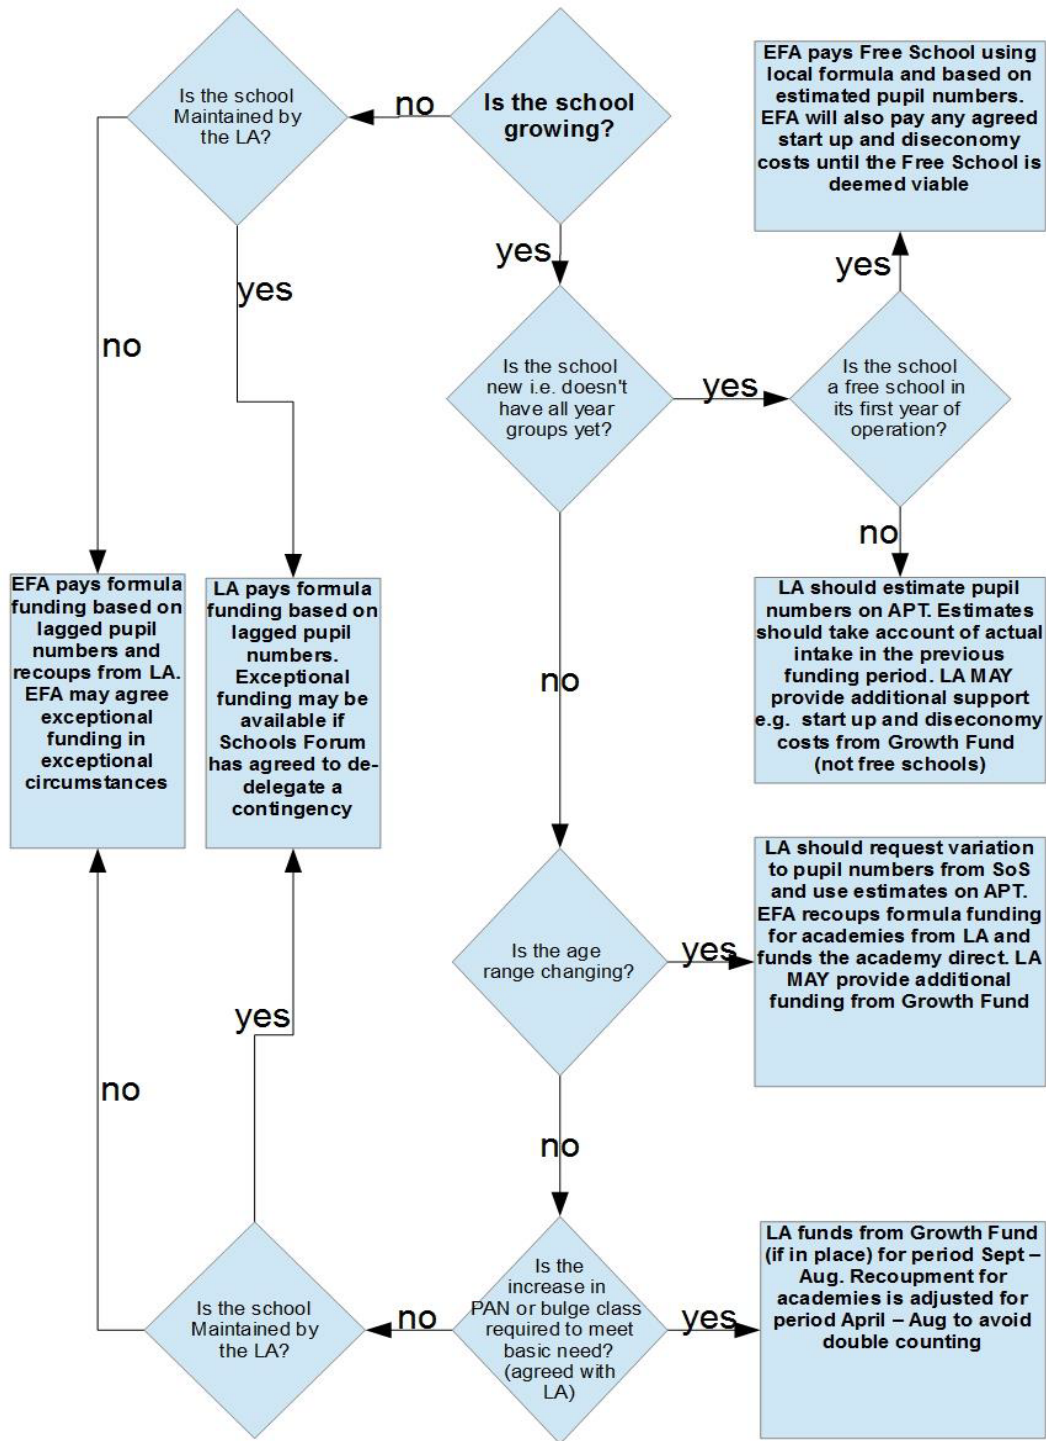 Is the school
Maintained by
the LA?
no
Is the school
growing?
EFA pays Free School using
local formula and based on
estimated pupil numbers.
EFA will also pay any agreed
start up and diseconomy
costs until the Free School is
deemed viable
yes
yes
yes
no
Is the school
new i.e. doesn't
have all year
groups yet?
yes
Is the school
a free school in
its first year of
operation?
no
EFA pays formula
funding based on
lagged pupil
numbers and
recoups from LA.
EFA may agree
exceptional
funding in
exceptional
circumstances
LA pays formula
funding based on
lagged pupil
numbers.
Exceptional
funding may be
available if
Schools Forum
has agreed to de-
delegate a
contingency
no
LA should estimate pupil
numbers on APT. Estimates
should take account of actual
intake in the previous
funding period. LA MAY
provide additional support
e.g.  start up and diseconomy
costs from Growth Fund
(not free schools)
Is the age
range changing?
yes
LA should request variation
to pupil numbers from SoS
and use estimates on APT.
EFA recoups formula funding
for academies from LA and
funds the academy direct. LA
MAY provide additional
funding from Growth Fund
yes
no
no
Is the school
Maintained by
the LA?
no
Is the
increase in
PAN or bulge class
required to meet
basic need?
(agreed with
LA)
yes
LA funds from Growth Fund
(if in place) for period Sept –
Aug. Recoupment for
academies is adjusted for
period April – Aug to avoid
double counting